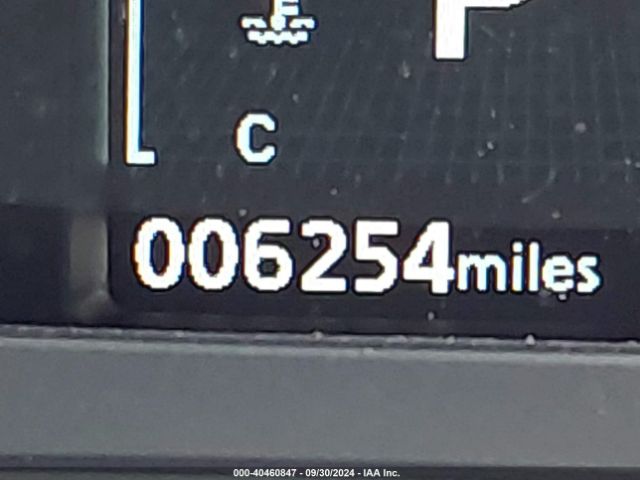 P
C
006254miles
000-40460847 - 09/30/2024 - IAA Inc.